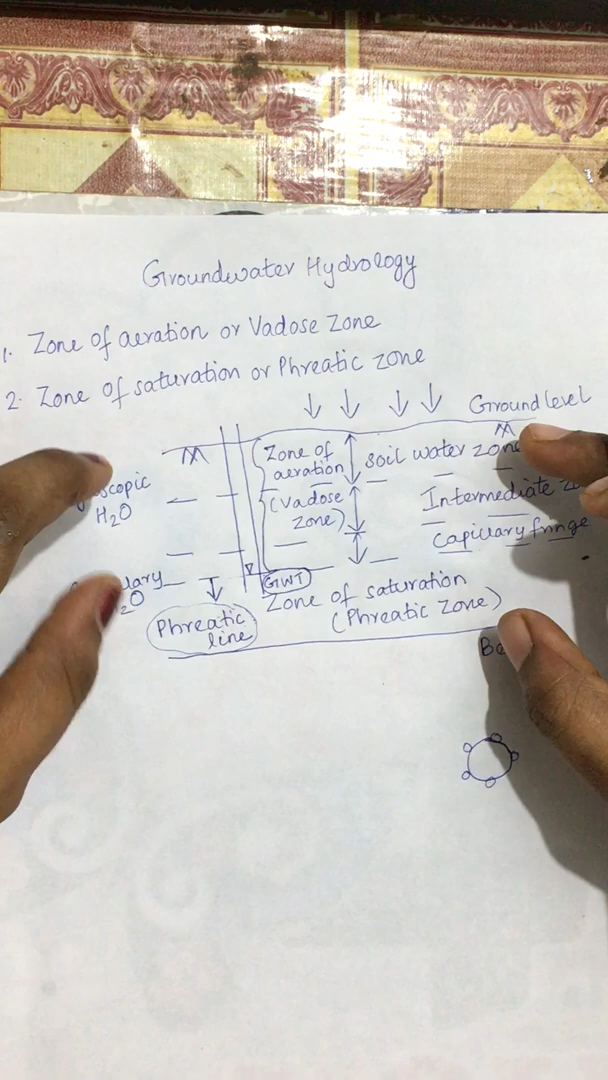 Groundwater Hydrology
1. Zone of aeration or Vadose Zone
2. Zone of saturation or Phreatic zone
Ground level
Zone of
aeration
(Vadose
zone)
soil water zone
Intermediate
capillary fringe
H₂O
GWT
Zone of saturation
(Phreatic Zone)
Phreatic
line